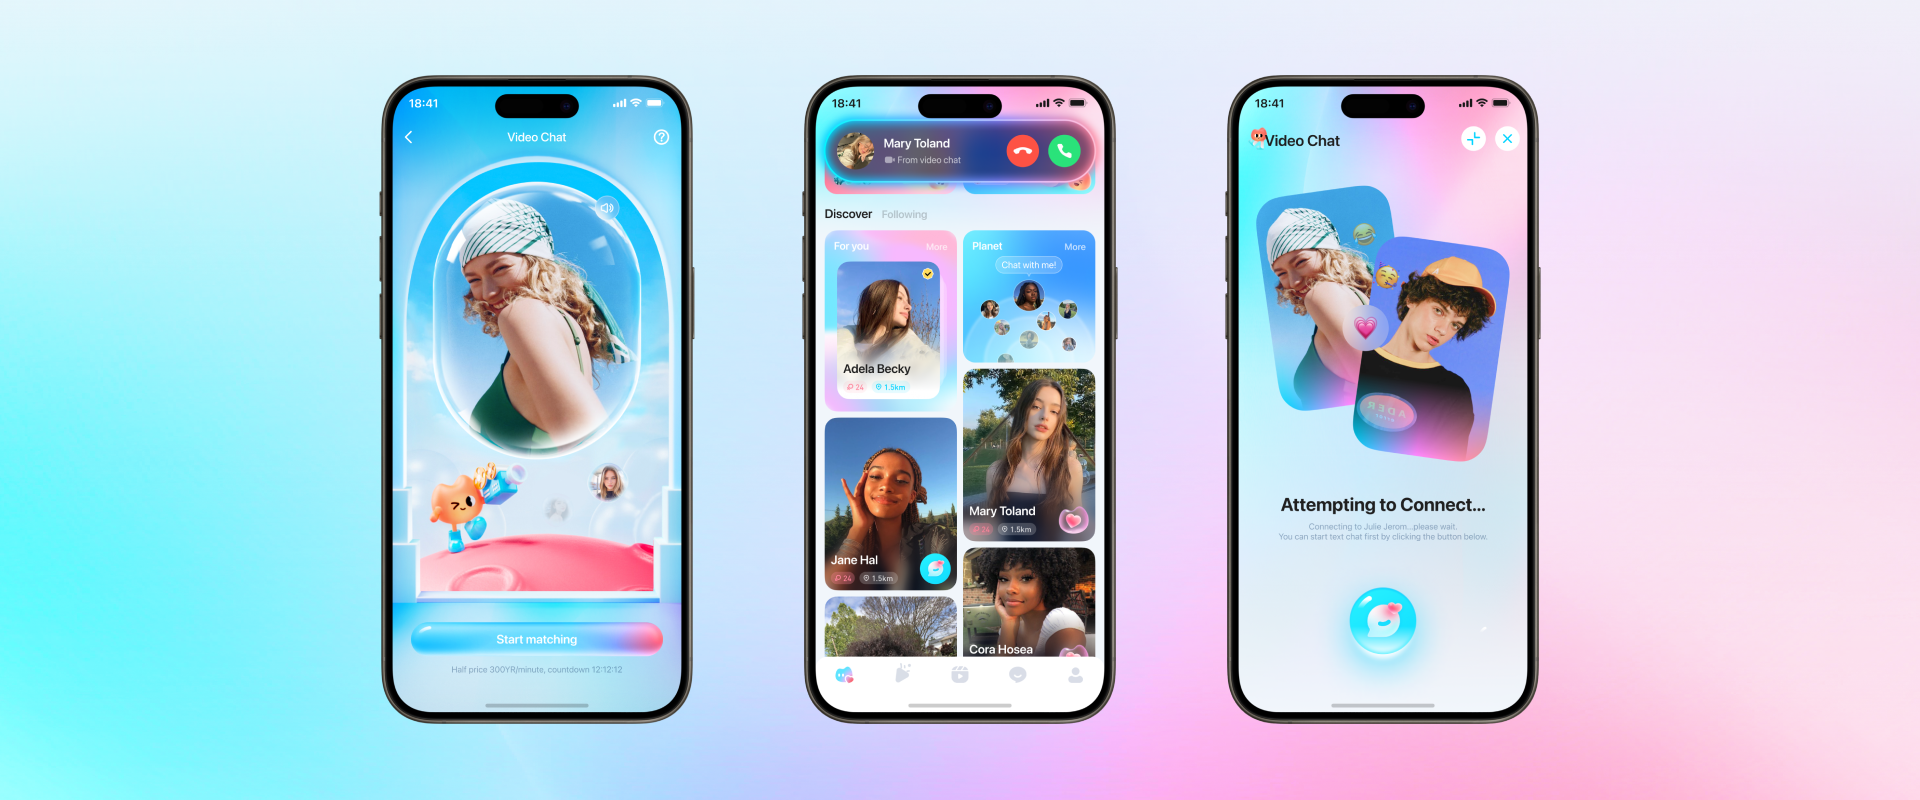 18:41
Video Chat
Start matching
Half price 300YR/minute, countdown 12:12:12
18:41
Mary Toland
From video chat
Discover Following
For you More
Adela Becky
24 1.5km
Planet More
Chat with me!
Jane Hal
24 1.5km
Mary Toland
24 1.5km
Cora Hosea
18:41
Video Chat
ADER
Attempting to Connect...
Connecting to Julie Jerom...please wait.
You can start text chat first by clicking the button below.